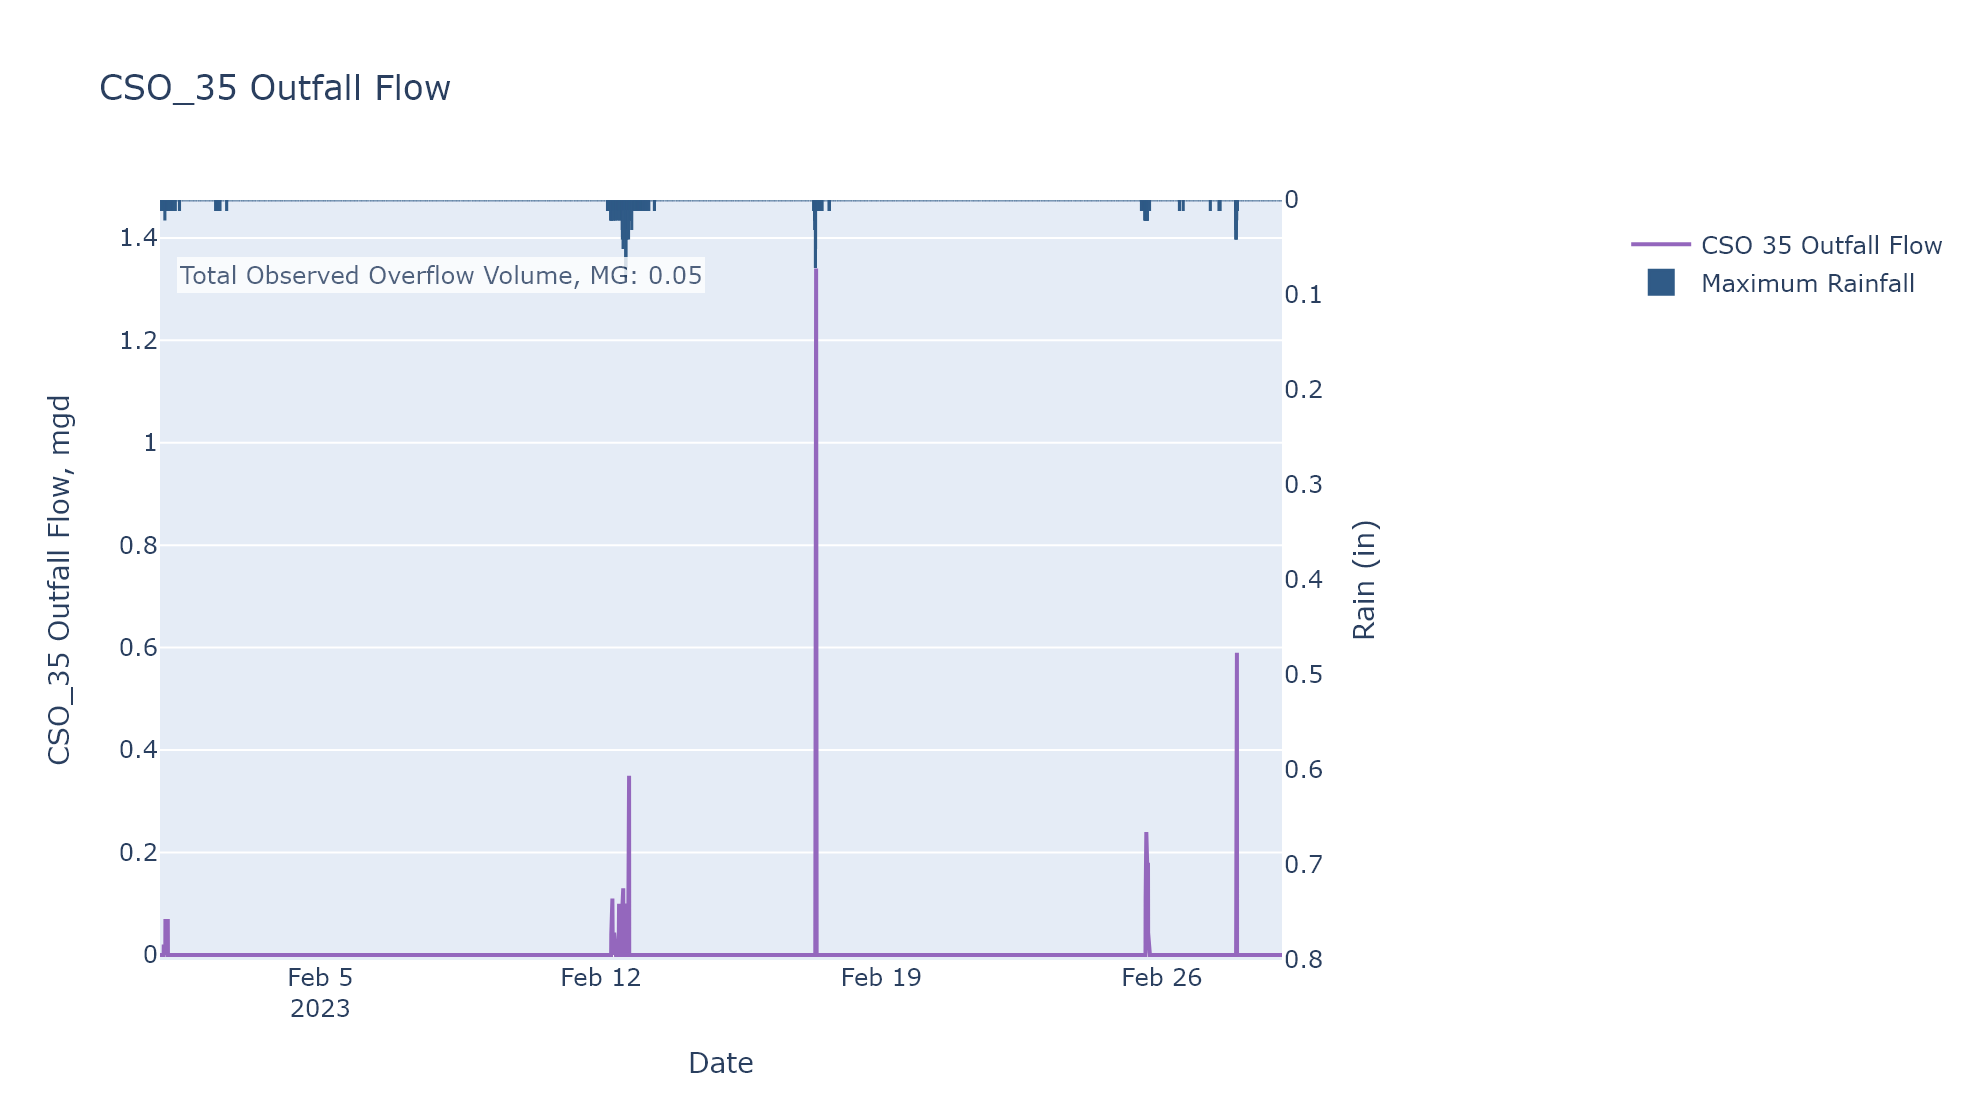 CSO_35 Outfall Flow
CSO 35 Outfall Flow
Maximum Rainfall
Total Observed Overflow Volume, MG: 0.05
CSO_35 Outfall Flow, mgd
1.4
1.2
1
0.8
0.6
0.4
0.2
0
0
0.1
0.2
0.3
0.4
0.5
0.6
0.7
0.8
Rain (in)
Feb 5
2023
Feb 12
Feb 19
Feb 26
Date